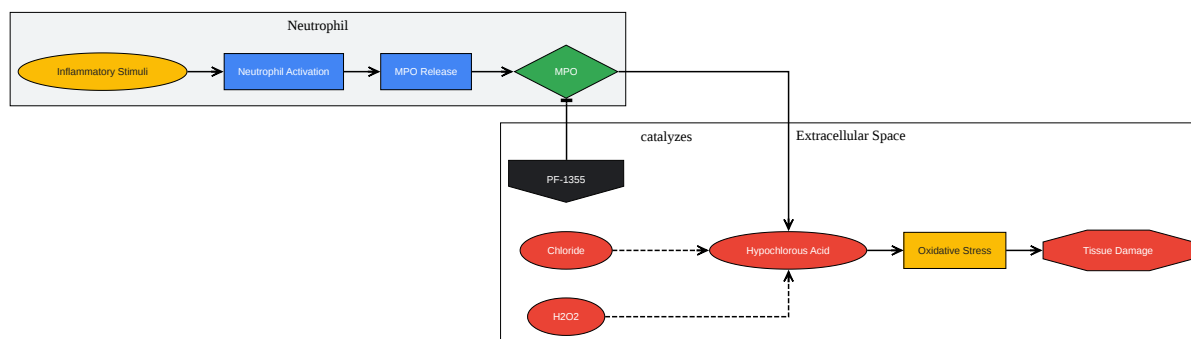 Neutrophil
Inflammatory Stimuli
Neutrophil Activation
MPO Release
MPO
catalyzes
Extracellular Space
PF-1355
Chloride
Hypochlorous Acid
Oxidative Stress
Tissue Damage
H2O2